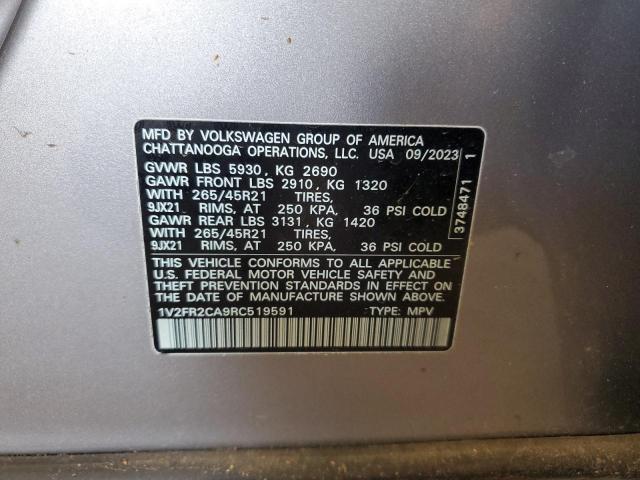 MFD BY VOLKSWAGEN GROUP OF AMERICA
CHATTANOOGA OPERATIONS, LLC. USA 09/2023
GVWR LBS 5930, KG 2690
GAWR FRONT LBS 2910, KG 1320
WITH 265/45R21 TIRES,
9JX21 RIMS, AT 250 KPA, 36 PSI COLD
GAWR REAR LBS 3131, KG 1420
WITH 265/45R21 TIRES,
9JX21 RIMS, AT 250 KPA, 36 PSI COLD
THIS VEHICLE CONFORMS TO ALL APPLICABLE
U.S. FEDERAL MOTOR VEHICLE SAFETY AND
THEFT PREVENTION STANDARDS IN EFFECT ON
THE DATE OF MANUFACTURE SHOWN ABOVE.
1V2FR2CA9RC519591 TYPE: MPV
3748471 1